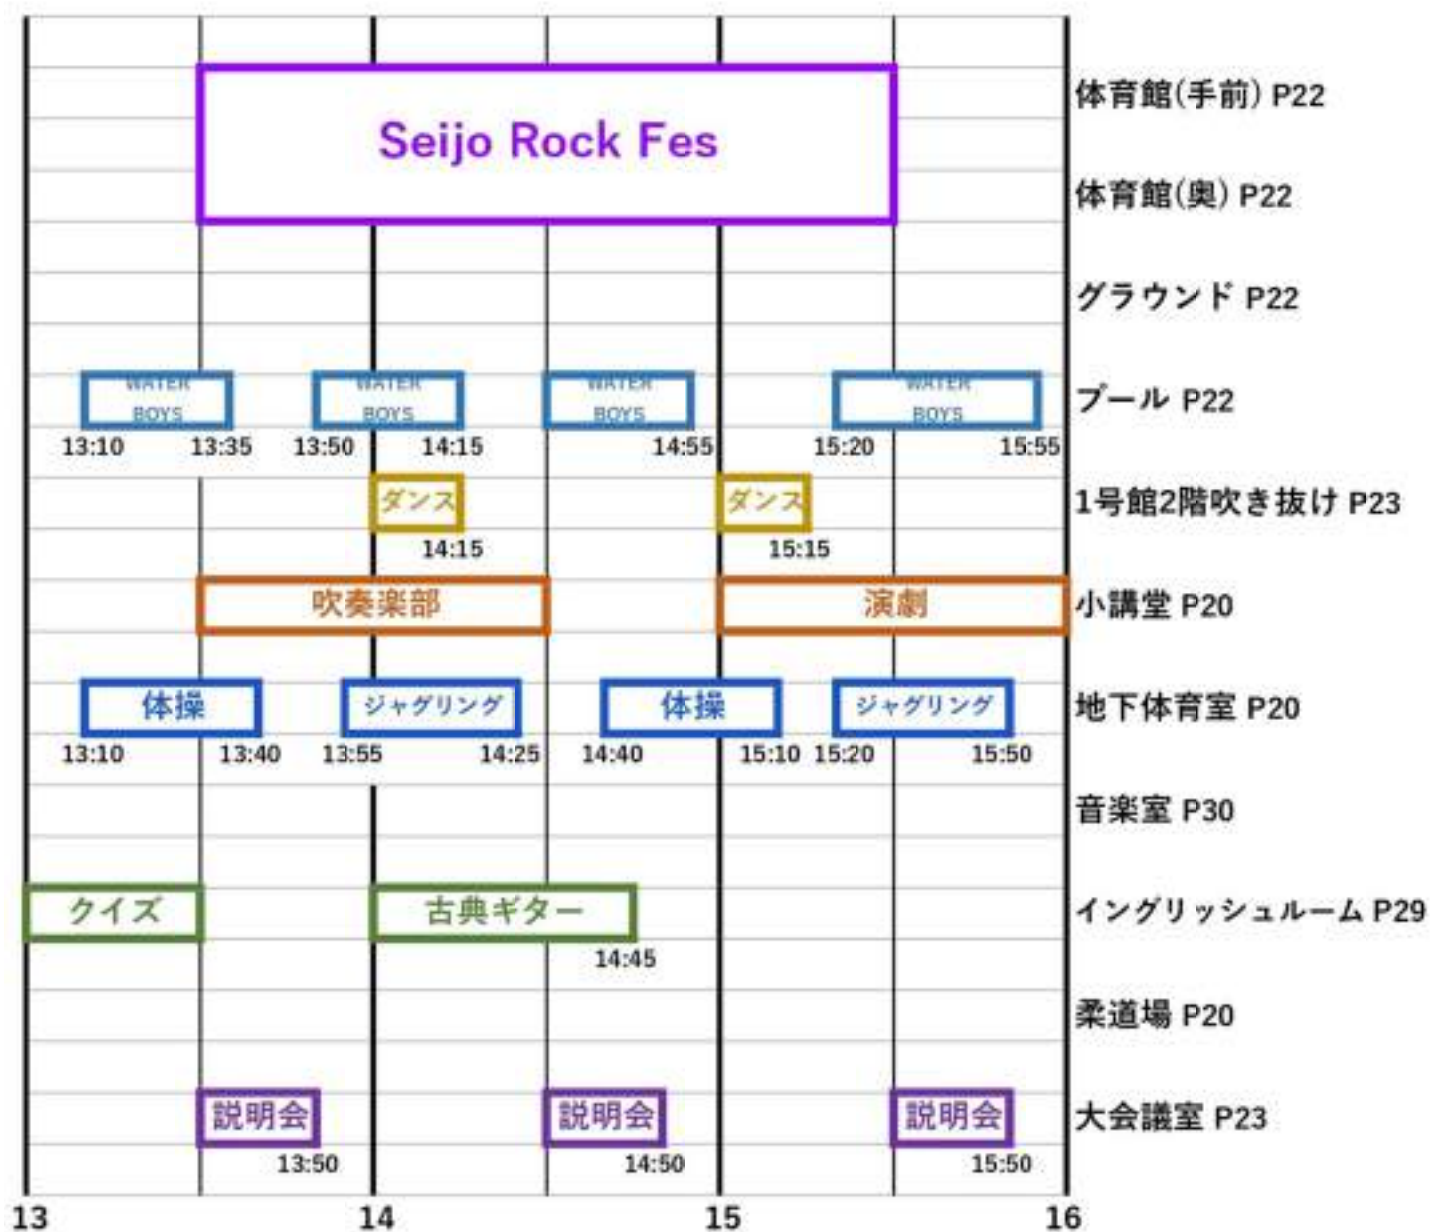 体育館(手前) P22
Seijo Rock Fes
体育館(奥) P22
グラウンド P22
WATER WATER WATER WATER
BOYS BOYS BOYS BOYS
プール P22
13:10 13:35 13:50 14:15 14:55 15:20 15:55
ダンス ダンス 1号館2階吹き抜け P23
14:15 15:15
吹奏楽部 演劇 小講堂 P20
体操 ジャグリング 体操 ジャグリング 地下体育室 P20
13:10 13:40 13:55 14:25 14:40 15:10 15:20 15:50
音楽室 P30
クイズ 古典ギター イングリッシュルーム P29
14:45
柔道場 P20
説明会 説明会 説明会 大会議室 P23
13:50 14:50 15:50
13 14 15 16